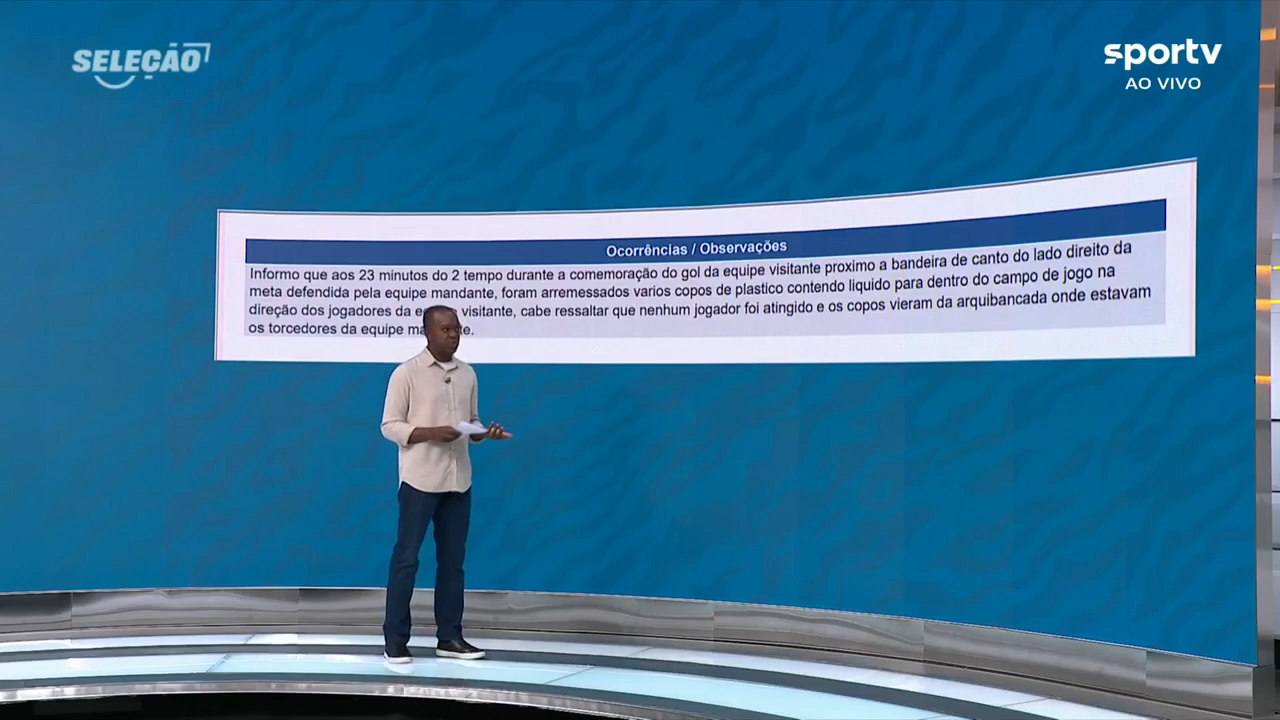 SELEÇÃO
sportv
AO VIVO
Ocorrências / Observações
Informo que aos 23 minutos do 2 tempo durante a comemoração do gol da equipe visitante proximo a bandeira de canto do lado direito da
meta defendida pela equipe mandante, foram arremessados varios copos de plastico contendo liquido para dentro do campo de jogo na
direção dos jogadores da visitante, cabe ressaltar que nenhum jogador foi atingido e os copos vieram da arquibancada onde estavam
os torcedores da equipe